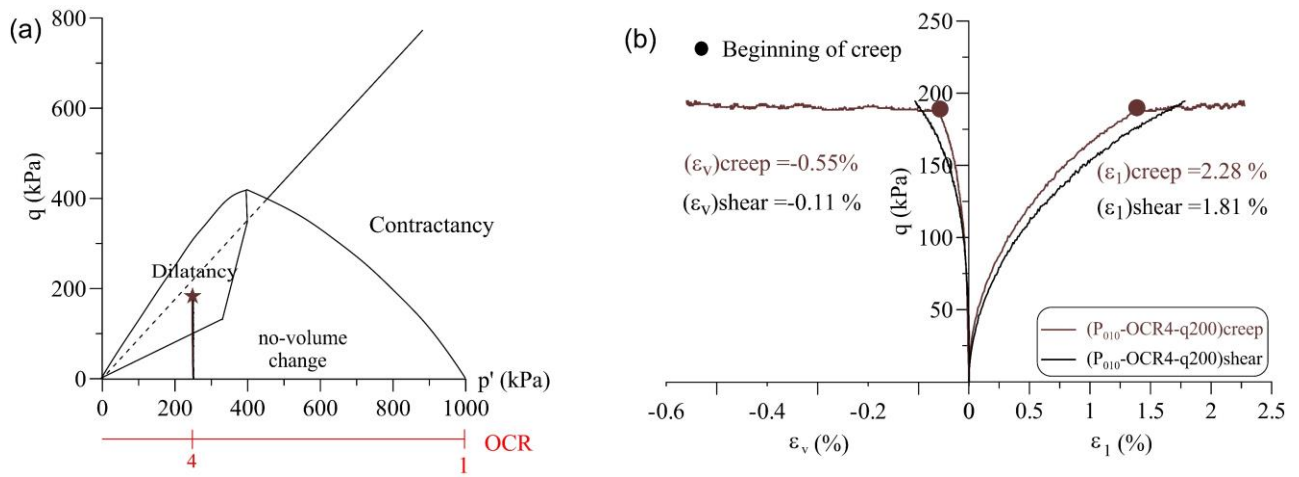 (a)
800
600
400
200
0
q (kPa)
Contractancy
Dilatancy
no-volume
change
0 200 400 600 800 1000 p' (kPa)
OCR
4
1
(b)
● Beginning of creep
250
200
150
100
50
q (kPa)
(εᵥ)creep =-0.55%
(εᵥ)shear =-0.11 %
(ε₁)creep =2.28 %
(ε₁)shear =1.81 %
(P₀₁₀-OCR4-q200)creep
(P₀₁₀-OCR4-q200)shear
-0.6 -0.4 -0.2 0 0.5 1 1.5 2 2.5
εᵥ (%)
ε₁ (%)